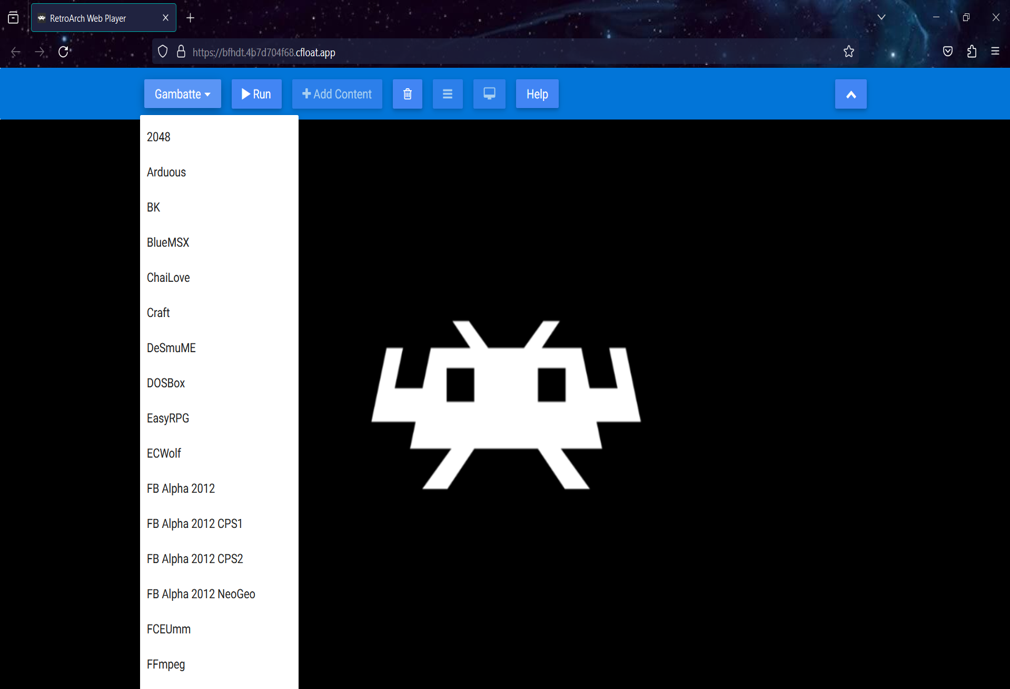 RetroArch Web Player
https://bfhdt.4b7d704f68.cfloat.app
Gambatte Run Add Content Help
2048
Arduous
BK
BlueMSX
ChaiLove
Craft
DeSmuME
DOSBox
EasyRPG
ECWolf
FB Alpha 2012
FB Alpha 2012 CPS1
FB Alpha 2012 CPS2
FB Alpha 2012 NeoGeo
FCEUmm
FFmpeg